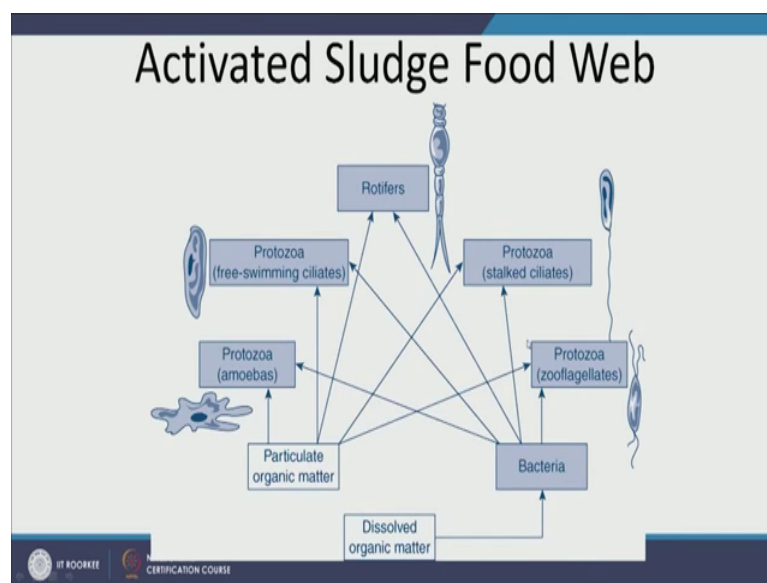 Activated Sludge Food Web
Rotifers
Protozoa
(free-swimming ciliates)
Protozoa
(stalked ciliates)
Protozoa
(amoebas)
Protozoa
(zooflagellates)
Particulate
organic matter
Bacteria
Dissolved
organic matter
IIT ROORKEE
CERTIFICATION COURSE